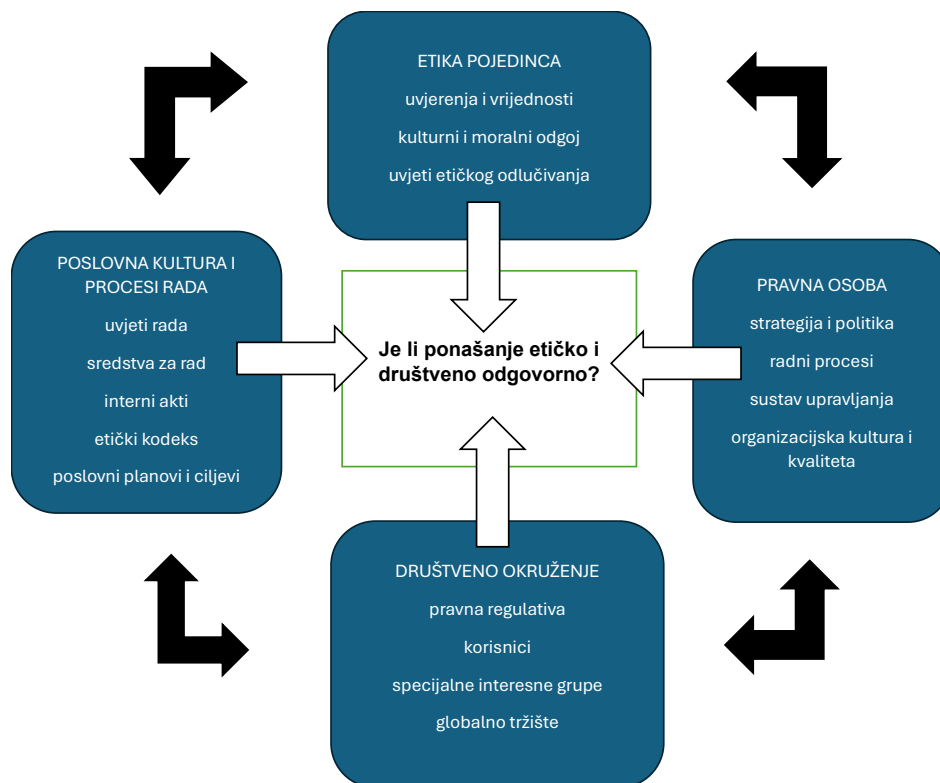 ETIKA POJEDINCA
uvjerenja i vrijednosti
kulturni i moralni odgoj
uvjeti etičkog odlučivanja
POSLOVNA KULTURA I
PROCESI RADA
uvjeti rada
sredstva za rad
interni akti
etički kodeks
poslovni planovi i ciljevi
Je li ponašanje etičko i
društveno odgovorno?
PRAVNA OSOBA
strategija i politika
radni procesi
sustav upravljanja
organizacijska kultura i
kvaliteta
DRUŠTVENO OKRUŽENJE
pravna regulativa
korisnici
specijalne interesne grupe
globalno tržište